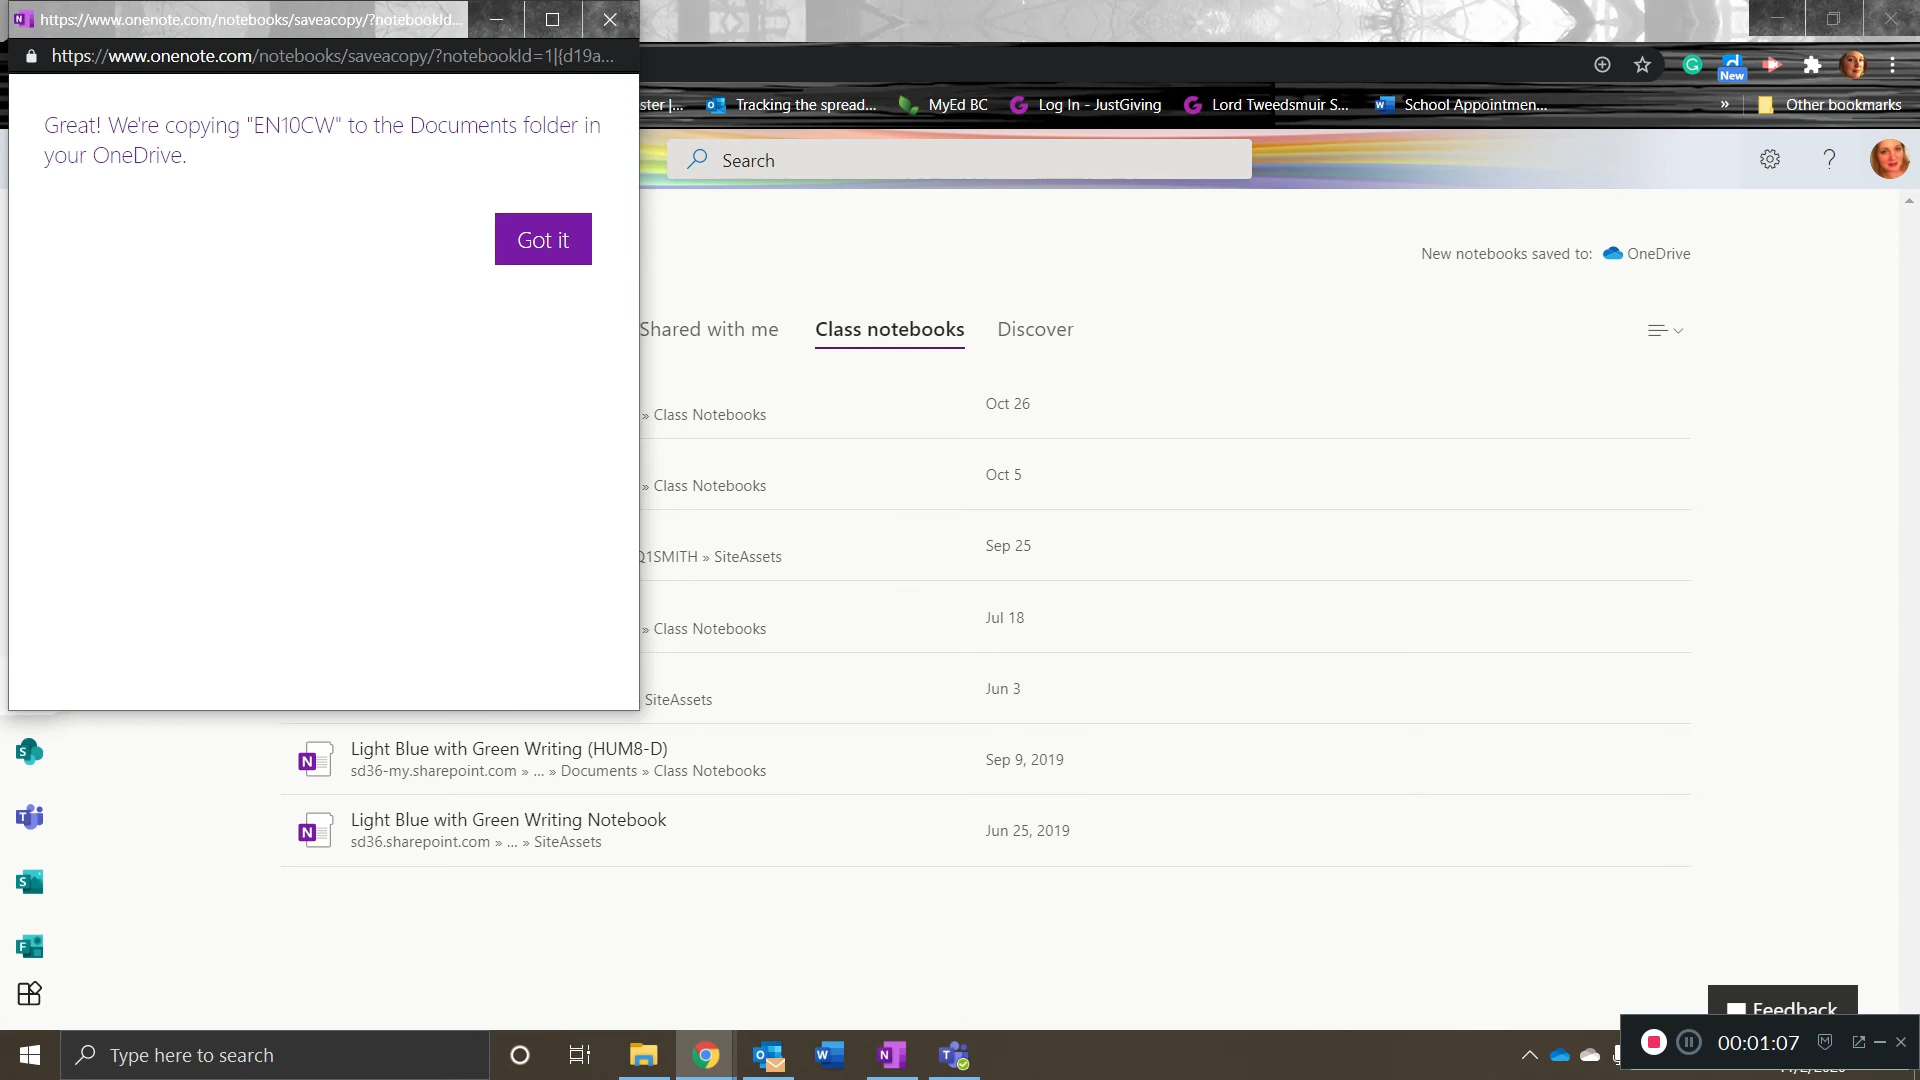 https://www.onenote.com/notebooks/saveacopy/?notebookId...
https://www.onenote.com/notebooks/saveacopy/?notebookId=1|{d19a...
New
ster |...
Tracking the spread...
MyEd BC
Log In - JustGiving
Lord Tweedsmuir S...
School Appointmen...
»
Other bookmarks
Great! We're copying "EN10CW" to the Documents folder in
your OneDrive.
Got it
Search
New notebooks saved to: OneDrive
Shared with me
Class notebooks
Discover
» Class Notebooks
Oct 26
» Class Notebooks
Oct 5
Q1SMITH » SiteAssets
Sep 25
» Class Notebooks
Jul 18
SiteAssets
Jun 3
Light Blue with Green Writing (HUM8-D)
sd36-my.sharepoint.com » ... » Documents » Class Notebooks
Sep 9, 2019
Light Blue with Green Writing Notebook
sd36.sharepoint.com » ... » SiteAssets
Jun 25, 2019
Feedback
Type here to search
00:01:07